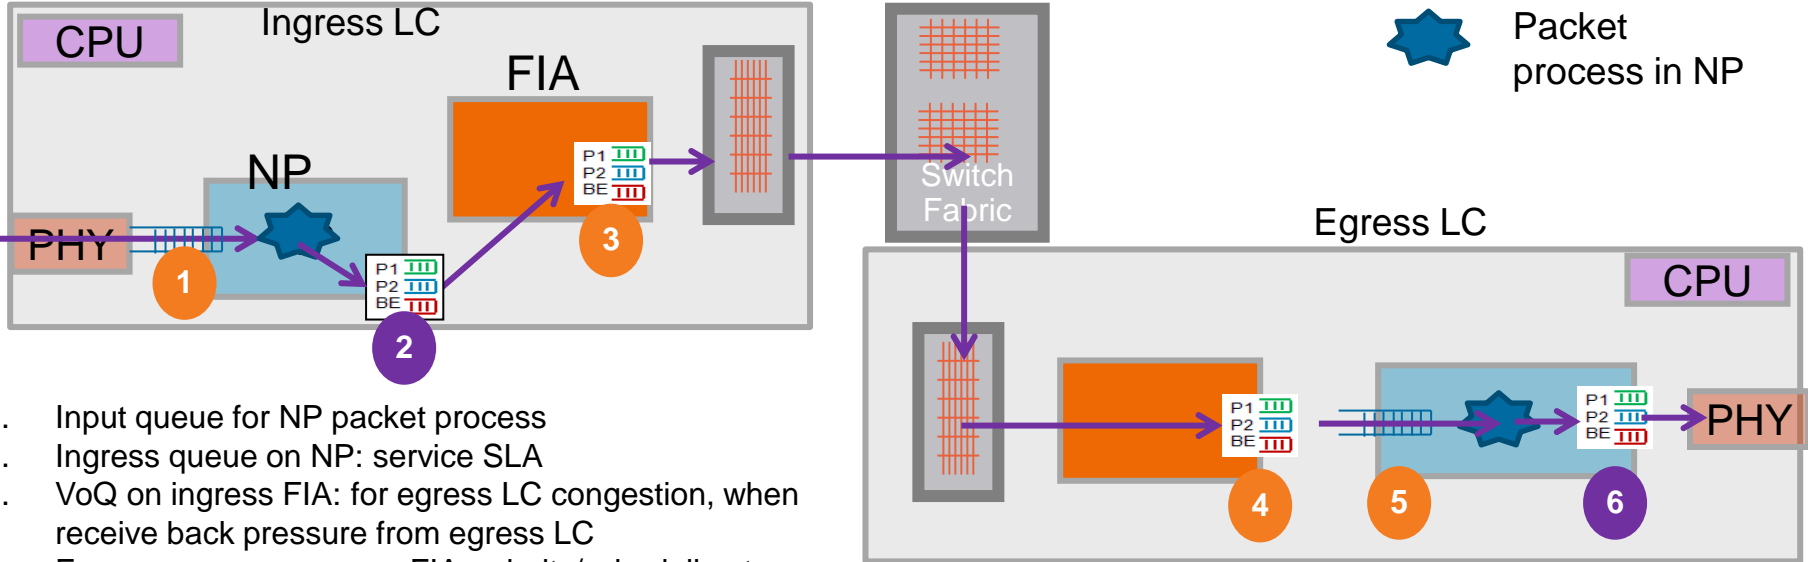 CPU
Ingress LC
FIA
NP
PHY
P1
P2
BE
P1
P2
BE
1
2
3
Switch
Fabric
Packet
process in NP
Egress LC
CPU
P1
P2
BE
P1
P2
BE
PHY
4
5
6
. Input queue for NP packet process
. Ingress queue on NP: service SLA
. VoQ on ingress FIA: for egress LC congestion, when
receive back pressure from egress LC